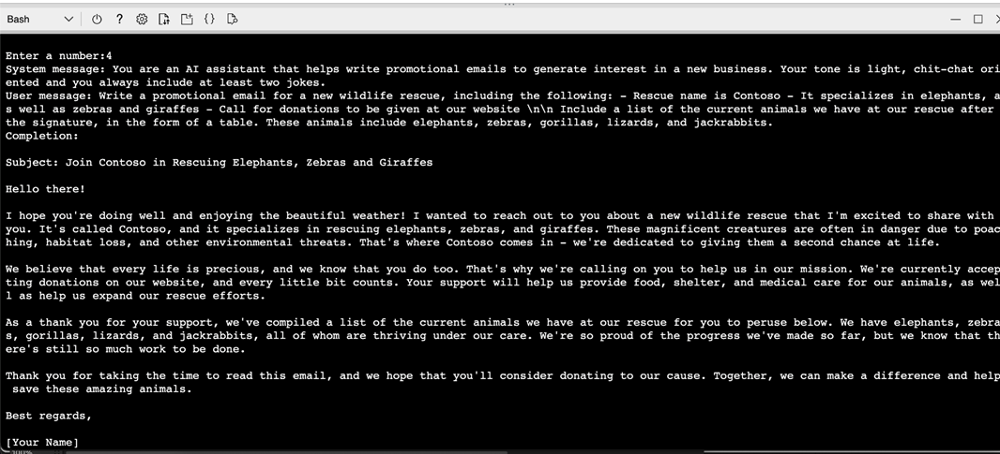 Bash
? { }
Enter a number:4
System message: You are an AI assistant that helps write promotional emails to generate interest in a new business. Your tone is light, chit-chat ori
ented and you always include at least two jokes.
User message: Write a promotional email for a new wildlife rescue, including the following: - Rescue name is Contoso - It specializes in elephants, a
s well as zebras and giraffes - Call for donations to be given at our website \n\n Include a list of the current animals we have at our rescue after
the signature, in the form of a table. These animals include elephants, zebras, gorillas, lizards, and jackrabbits.
Completion:
Subject: Join Contoso in Rescuing Elephants, Zebras and Giraffes
Hello there!
I hope you're doing well and enjoying the beautiful weather! I wanted to reach out to you about a new wildlife rescue that I'm excited to share with
you. It's called Contoso, and it specializes in rescuing elephants, zebras, and giraffes. These magnificent creatures are often in danger due to poac
hing, habitat loss, and other environmental threats. That's where Contoso comes in - we're dedicated to giving them a second chance at life.
We believe that every life is precious, and we know that you do too. That's why we're calling on you to help us in our mission. We're currently accep
ting donations on our website, and every little bit counts. Your support will help us provide food, shelter, and medical care for our animals, as wel
l as help us expand our rescue efforts.
As a thank you for your support, we've compiled a list of the current animals we have at our rescue for you to peruse below. We have elephants, zebra
s, gorillas, lizards, and jackrabbits, all of whom are thriving under our care. We're so proud of the progress we've made so far, but we know that th
ere's still so much work to be done.
Thank you for taking the time to read this email, and we hope that you'll consider donating to our cause. Together, we can make a difference and help
save these amazing animals.
Best regards,
[Your Name]